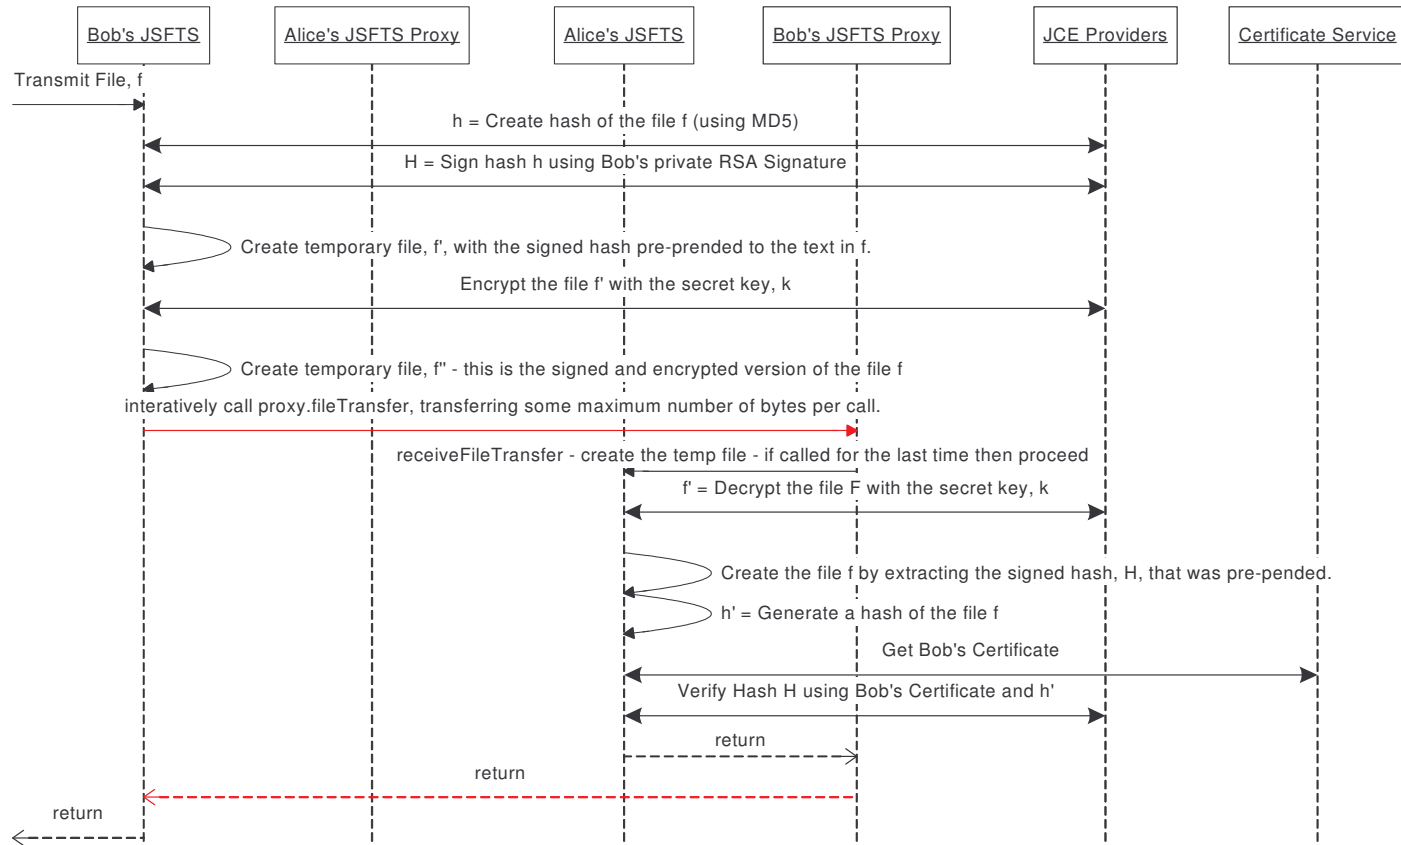 Bob's JSFTS
Alice's JSFTS Proxy
Alice's JSFTS
Bob's JSFTS Proxy
JCE Providers
Certificate Service
Transmit File, f
h = Create hash of the file f (using MD5)
H = Sign hash h using Bob's private RSA Signature
Create temporary file, f', with the signed hash pre-prended to the text in f.
Encrypt the file f' with the secret key, k
Create temporary file, f'' - this is the signed and encrypted version of the file f
interatively call proxy.fileTransfer, transferring some maximum number of bytes per call.
receiveFileTransfer - create the temp file - if called for the last time then proceed
f' = Decrypt the file F with the secret key, k
Create the file f by extracting the signed hash, H, that was pre-pended.
h' = Generate a hash of the file f
Get Bob's Certificate
Verify Hash H using Bob's Certificate and h'
return
return
return